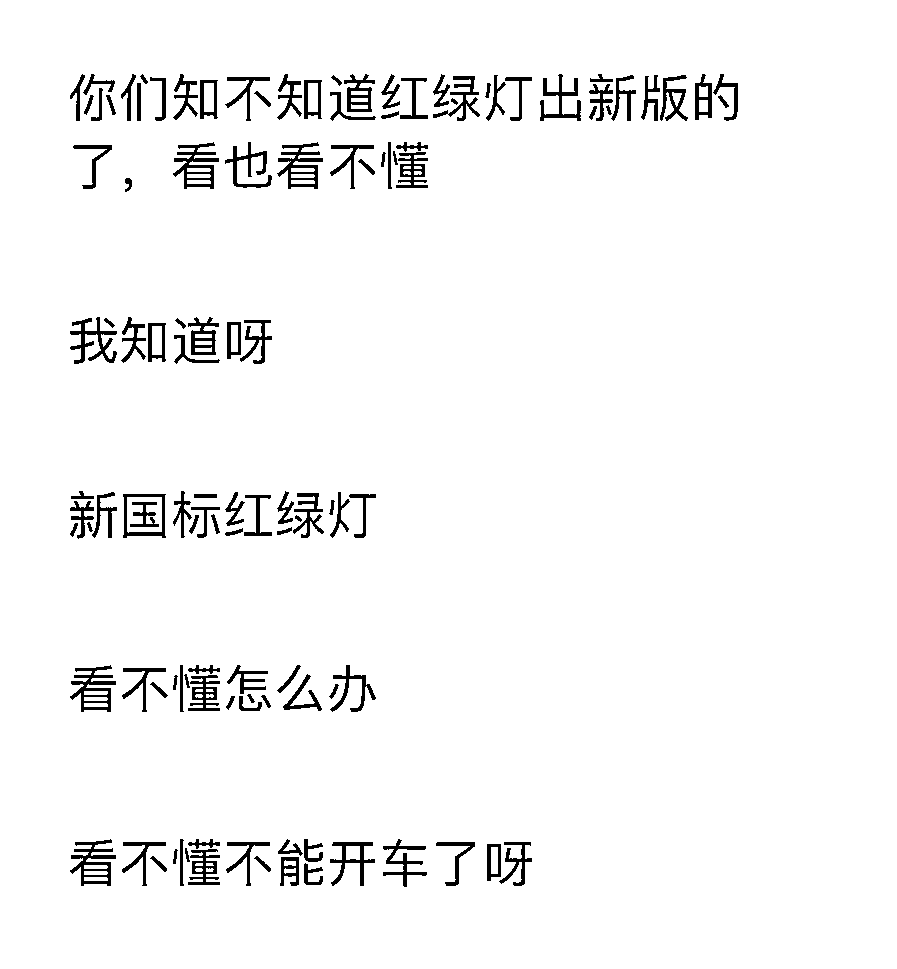 你们知不知道红绿灯出新版的
了，看也看不懂
我知道呀
新国标红绿灯
看不懂怎么办
看不懂不能开车了呀